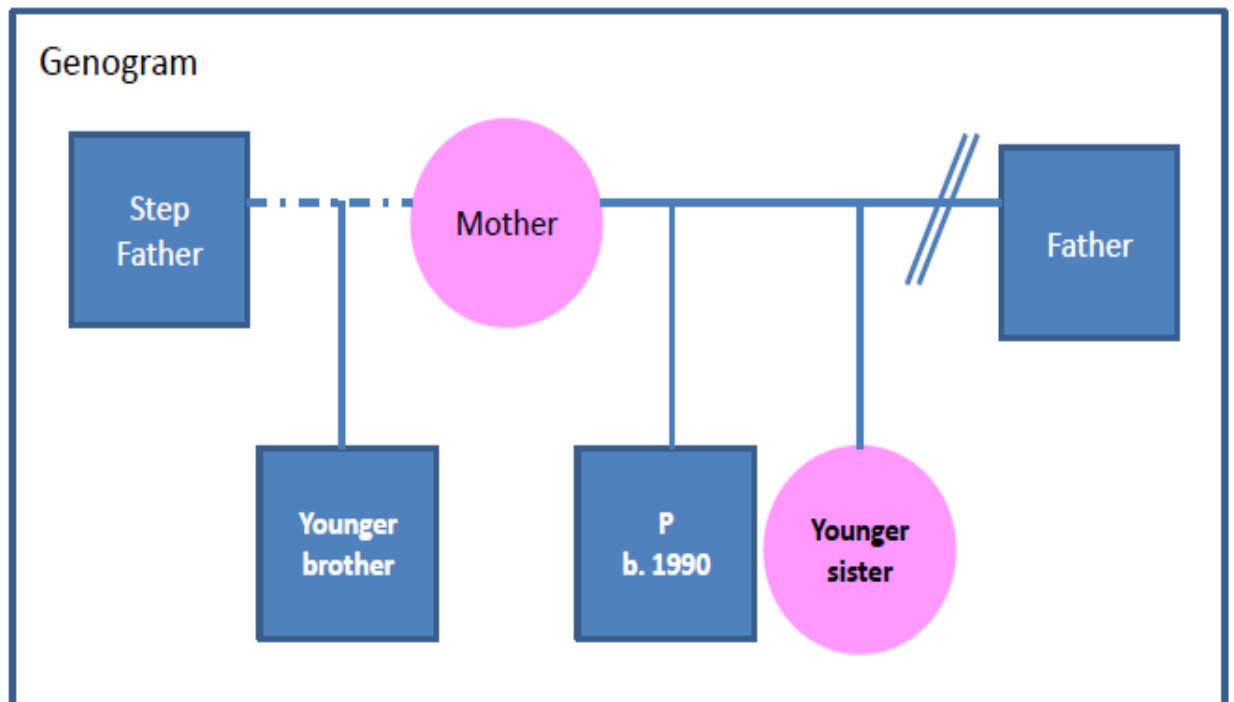 Genogram
Step
Father
Mother
Father
Younger
brother
P
b. 1990
Younger
sister